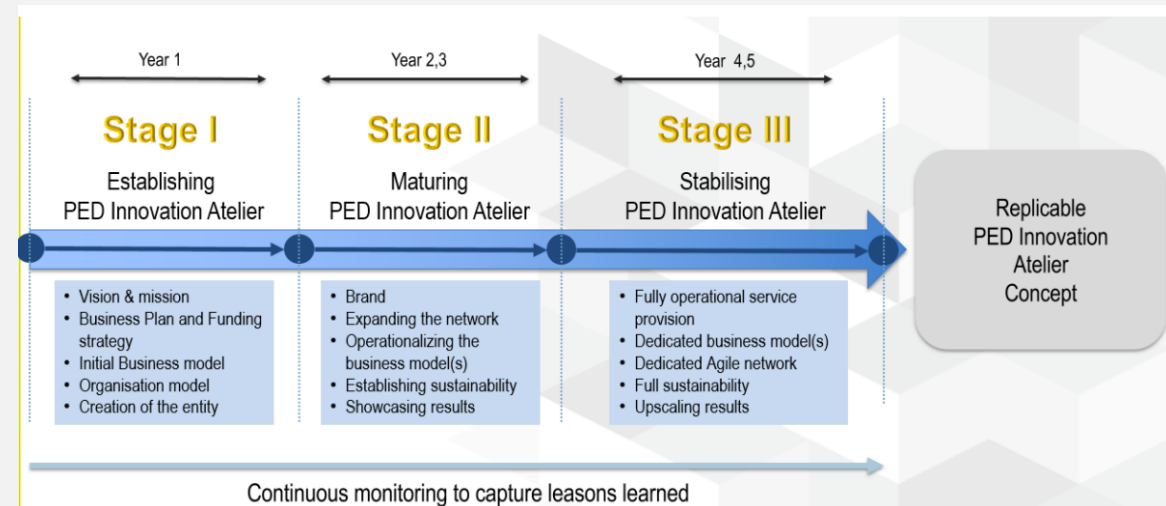 Year 1
Year 2,3
Year 4,5
Stage I
Stage II
Stage III
Establishing
PED Innovation Atelier
Maturing
PED Innovation Atelier
Stabilising
PED Innovation Atelier
• Vision & mission
• Business Plan and Funding
strategy
• Initial Business model
• Organisation model
• Creation of the entity
• Brand
• Expanding the network
• Operationalizing the
business model(s)
• Establishing sustainability
• Showcasing results
• Fully operational service
provision
• Dedicated business model(s)
• Dedicated Agile network
• Full sustainability
• Upscaling results
Replicable
PED Innovation
Atelier
Concept
Continuous monitoring to capture leasons learned